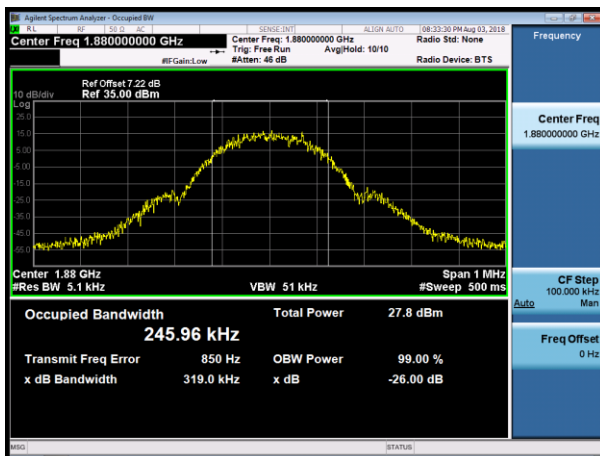 Agilent Spectrum Analyzer - Occupied BW
RL RF 50 Ω AC SENSE:INT ALIGN AUTO 08:33:30 PM Aug 03, 2018
Center Freq 1.880000000 GHz
Center Freq: 1.880000000 GHz
Radio Std: None
Trig: Free Run Avg|Hold: 10/10
#IFGain:Low #Atten: 46 dB Radio Device: BTS
Ref Offset 7.22 dB
10 dB/div Ref 35.00 dBm
Log
25.0
15.0
5.00
-5.00
-15.0
-25.0
-35.0
-45.0
-55.0
Center 1.88 GHz Span 1 MHz
#Res BW 5.1 kHz VBW 51 kHz #Sweep 500 ms
Occupied Bandwidth Total Power 27.8 dBm
245.96 kHz
Transmit Freq Error 850 Hz OBW Power 99.00 %
x dB Bandwidth 319.0 kHz x dB -26.00 dB
MSG STATUS
Frequency
Center Freq
1.880000000 GHz
CF Step
100.000 kHz
Auto Man
Freq Offset
0 Hz